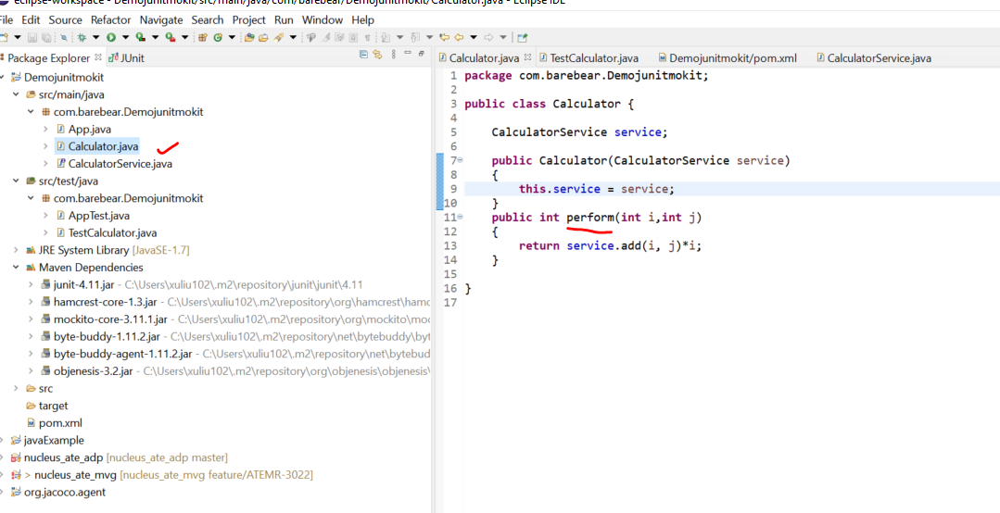 eclipse-workspace - Demojunitmokit/src/main/java/com/barebear/Demojunitmokit/Calculator.java - Eclipse IDE
File Edit Source Refactor Navigate Search Project Run Window Help
Package Explorer JUnit
Demojunitmokit
src/main/java
com.barebear.Demojunitmokit
App.java
Calculator.java
CalculatorService.java
src/test/java
com.barebear.Demojunitmokit
AppTest.java
TestCalculator.java
JRE System Library [JavaSE-1.7]
Maven Dependencies
junit-4.11.jar - C:\Users\xuliu102\.m2\repository\junit\junit\4.11
hamcrest-core-1.3.jar - C:\Users\xuliu102\.m2\repository\org\hamcrest\hamc
mockito-core-3.11.1.jar - C:\Users\xuliu102\.m2\repository\org\mockito\moc
byte-buddy-1.11.2.jar - C:\Users\xuliu102\.m2\repository\net\bytebuddy\byt
byte-buddy-agent-1.11.2.jar - C:\Users\xuliu102\.m2\repository\net\bytebud
objenesis-3.2.jar - C:\Users\xuliu102\.m2\repository\org\objenesis\objenesis\
src
target
pom.xml
javaExample
nucleus_ate_adp [nucleus_ate_adp master]
> nucleus_ate_mvg [nucleus_ate_mvg feature/ATEMR-3022]
org.jacoco.agent
Calculator.java TestCalculator.java Demojunitmokit/pom.xml CalculatorService.java
1 package com.barebear.Demojunitmokit;
2
3 public class Calculator {
4
5 CalculatorService service;
6
7 public Calculator(CalculatorService service)
8 {
9 this.service = service;
10 }
11 public int perform(int i,int j)
12 {
13 return service.add(i, j)*i;
14 }
15
16 }
17